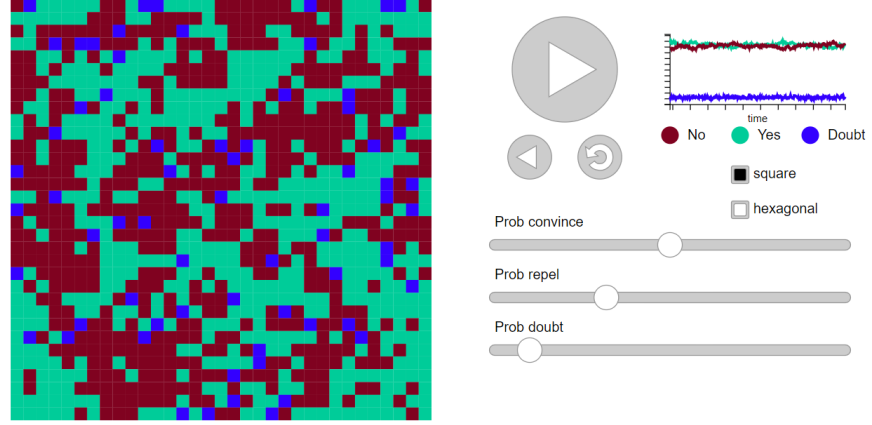 time
No Yes Doubt
square
hexagonal
Prob convince
Prob repel
Prob doubt